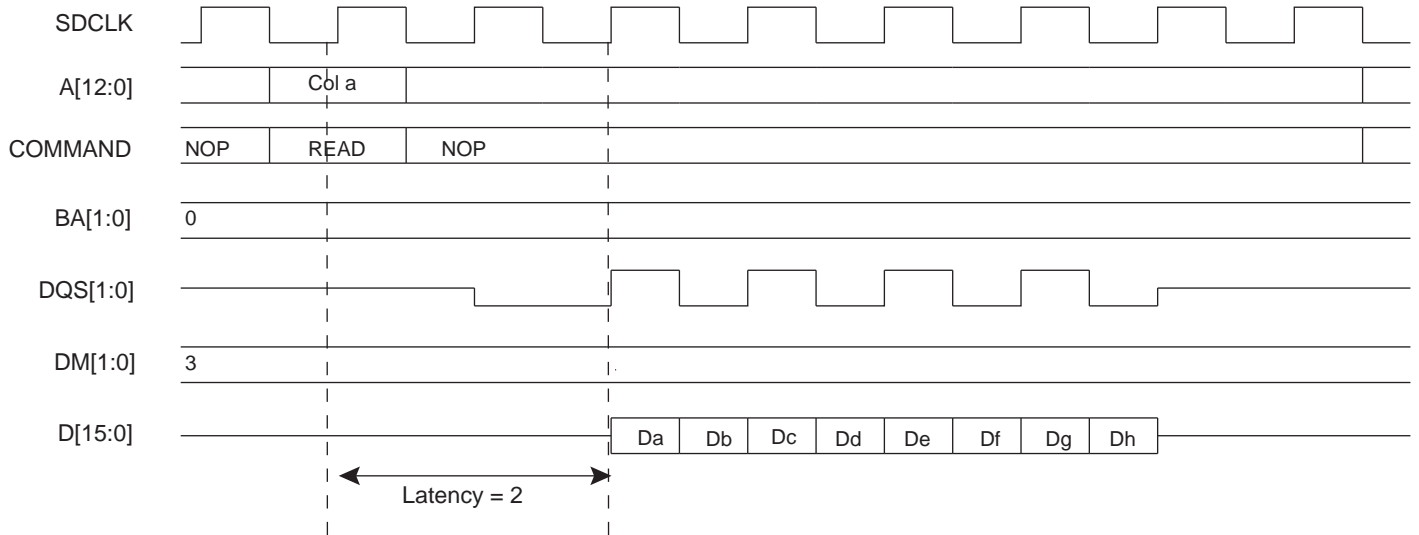 SDCLK
A[12:0] Col a
COMMAND NOP READ NOP
BA[1:0] 0
DQS[1:0]
DM[1:0] 3
D[15:0] Da Db Dc Dd De Df Dg Dh
Latency = 2